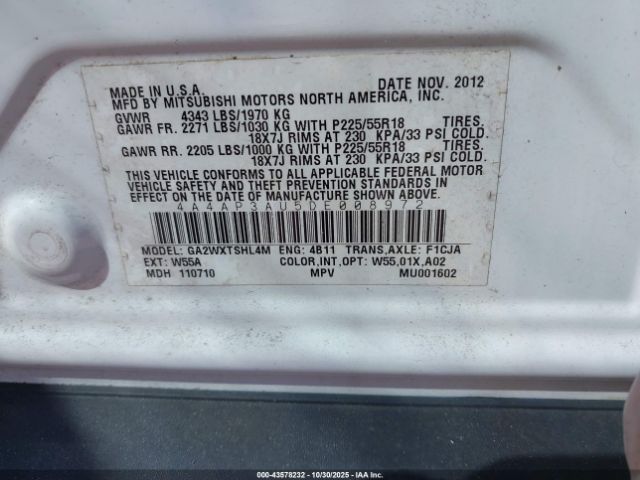 MADE IN U.S.A. DATE NOV. 2012
MFD BY MITSUBISHI MOTORS NORTH AMERICA, INC.
GVWR 4343 LBS/1970 KG
GAWR FR. 2271 LBS/1030 KG WITH P225/55R18 TIRES.
18X7J RIMS AT 230 KPA/33 PSI COLD.
GAWR RR. 2205 LBS/1000 KG WITH P225/55R18 TIRES.
18X7J RIMS AT 230 KPA/33 PSI COLD.
THIS VEHICLE CONFORMS TO ALL APPLICABLE FEDERAL MOTOR
VEHICLE SAFETY AND THEFT PREVENTION STANDARDS IN
EFFECT ON THE DATE OF MANUFACTURE SHOWN ABOVE.
4A4AP3AU5DE008972
MODEL: GA2WXTSHL4M ENG: 4B11 TRANS,AXLE: F1CJA
EXT: W55A COLOR,INT,OPT: W55,01X,A02
MDH 110710 MPV MU001602
000-43578232 - 10/30/2025 - IAAI.COM